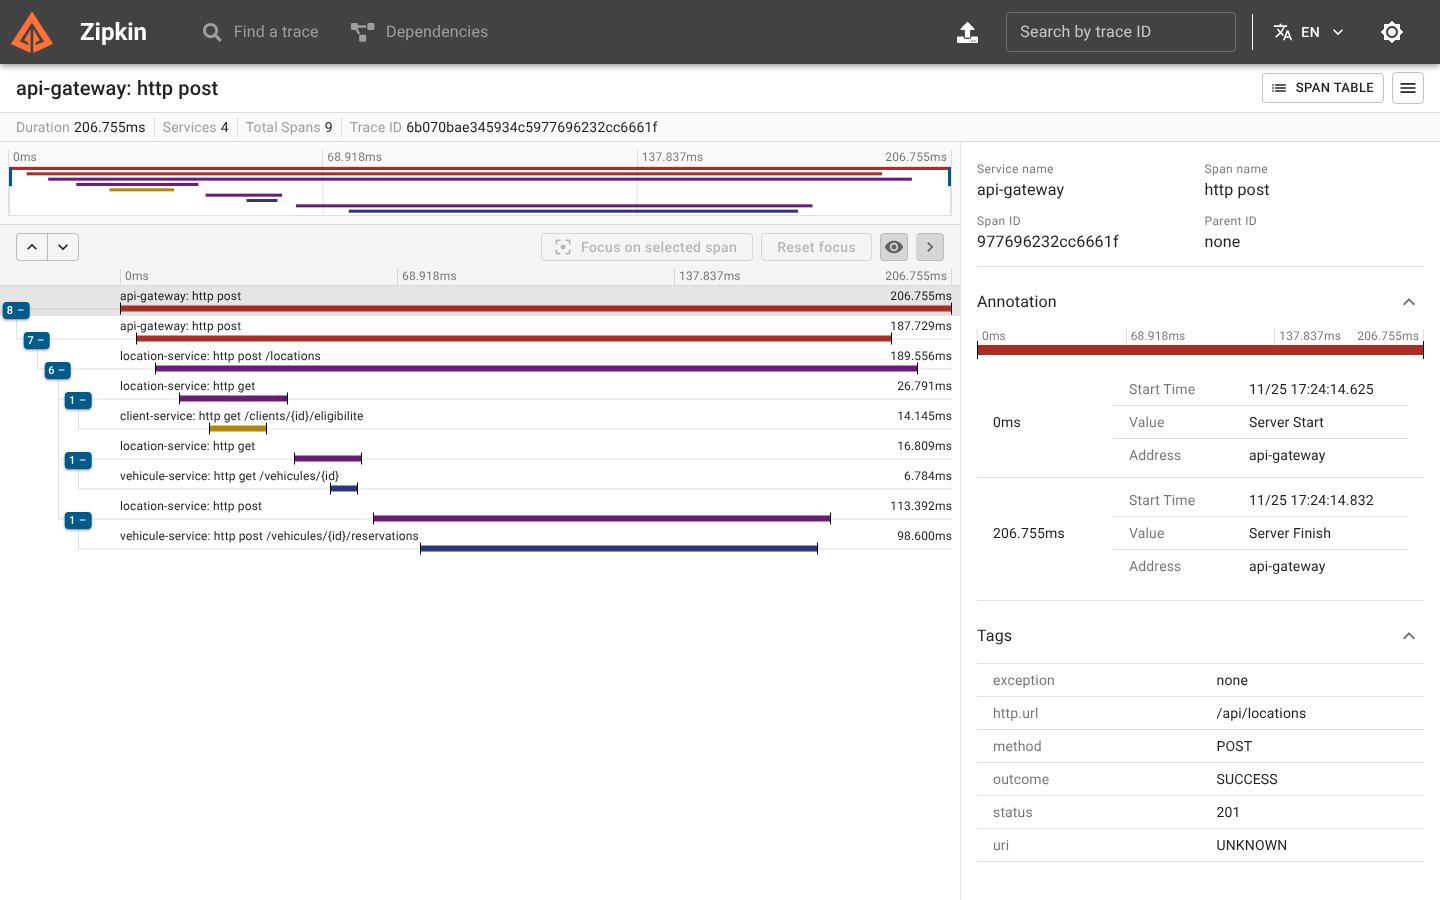 Zipkin
Find a trace
Dependencies
Search by trace ID
EN
api-gateway: http post
SPAN TABLE
Duration 206.755ms
Services 4
Total Spans 9
Trace ID 6b070bae345934c5977696232cc6661f
0ms
68.918ms
137.837ms
206.755ms
Focus on selected span
Reset focus
0ms
68.918ms
137.837ms
206.755ms
api-gateway: http post
206.755ms
8 −
api-gateway: http post
187.729ms
7 −
location-service: http post /locations
189.556ms
6 −
location-service: http get
26.791ms
1 −
client-service: http get /clients/{id}/eligibilite
14.145ms
location-service: http get
16.809ms
1 −
vehicule-service: http get /vehicules/{id}
6.784ms
location-service: http post
113.392ms
1 −
vehicule-service: http post /vehicules/{id}/reservations
98.600ms
Service name
api-gateway
Span name
http post
Span ID
977696232cc6661f
Parent ID
none
Annotation
0ms
68.918ms
137.837ms
206.755ms
0ms
Start Time 11/25 17:24:14.625
Value Server Start
Address api-gateway
206.755ms
Start Time 11/25 17:24:14.832
Value Server Finish
Address api-gateway
Tags
exception none
http.url /api/locations
method POST
outcome SUCCESS
status 201
uri UNKNOWN